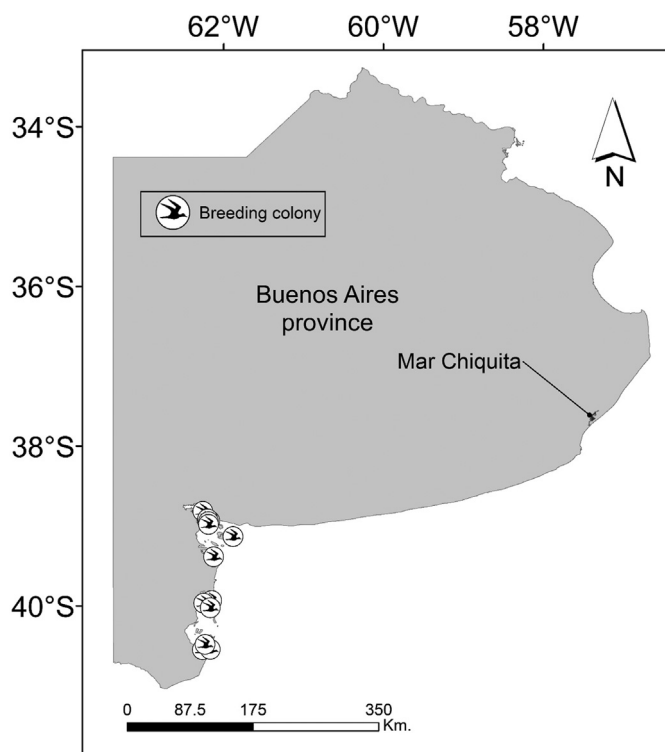 62°W 60°W 58°W
34°S
N
Breeding colony
36°S
Buenos Aires
province
Mar Chiquita
38°S
40°S
0 87.5 175 350
Km.